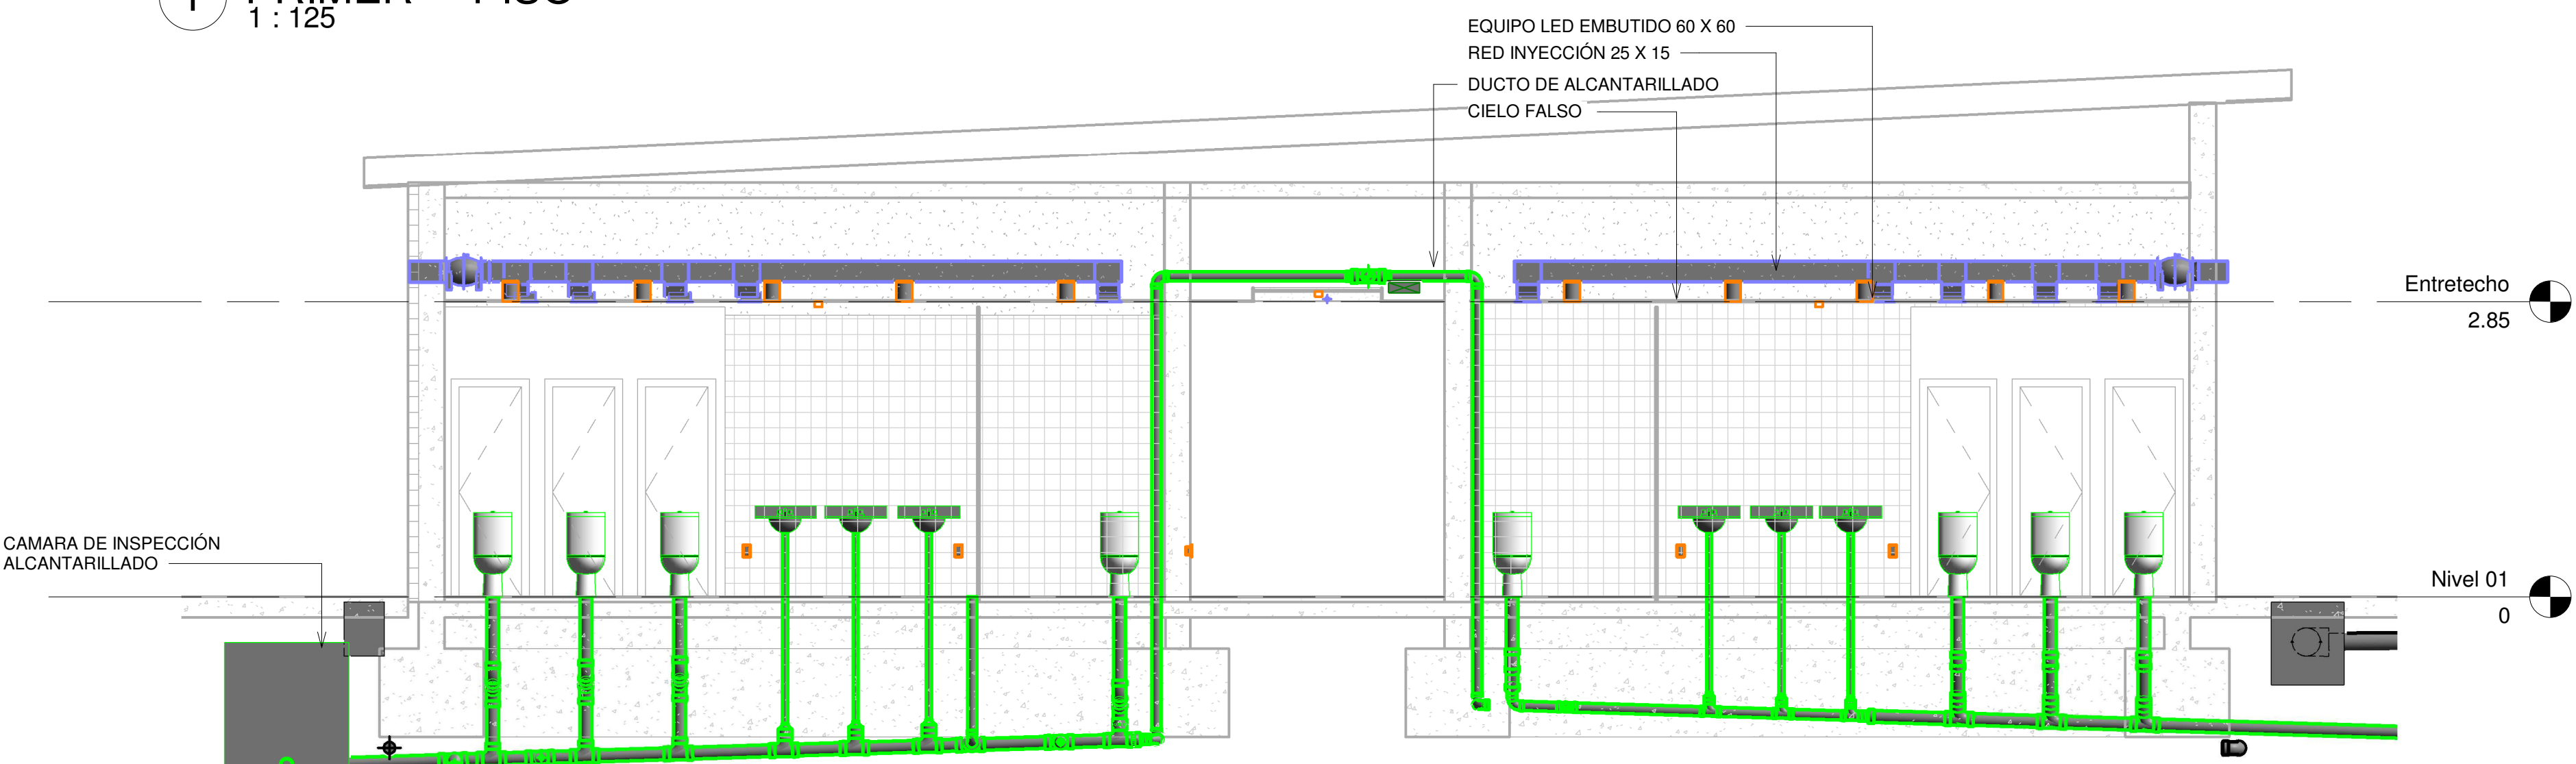 1 : 125
EQUIPO LED EMBUTIDO 60 X 60
RED INYECCIÓN 25 X 15
DUCTO DE ALCANTARILLADO
CIELO FALSO
Entretecho
2.85
CAMARA DE INSPECCIÓN
ALCANTARILLADO
Nivel 01
0